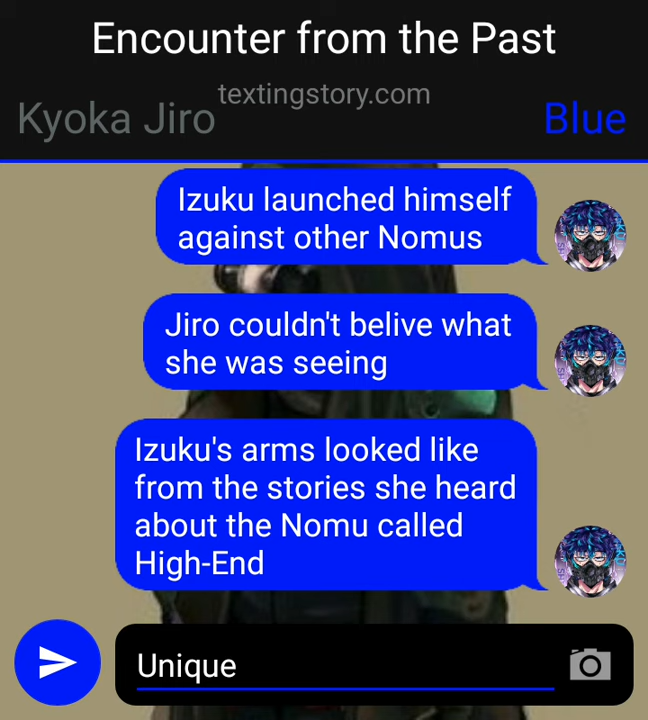 Encounter from the Past
textingstory.com
Kyoka Jiro
Blue
Izuku launched himself
against other Nomus
Jiro couldn't belive what
she was seeing
Izuku's arms looked like
from the stories she heard
about the Nomu called
High-End
Unique